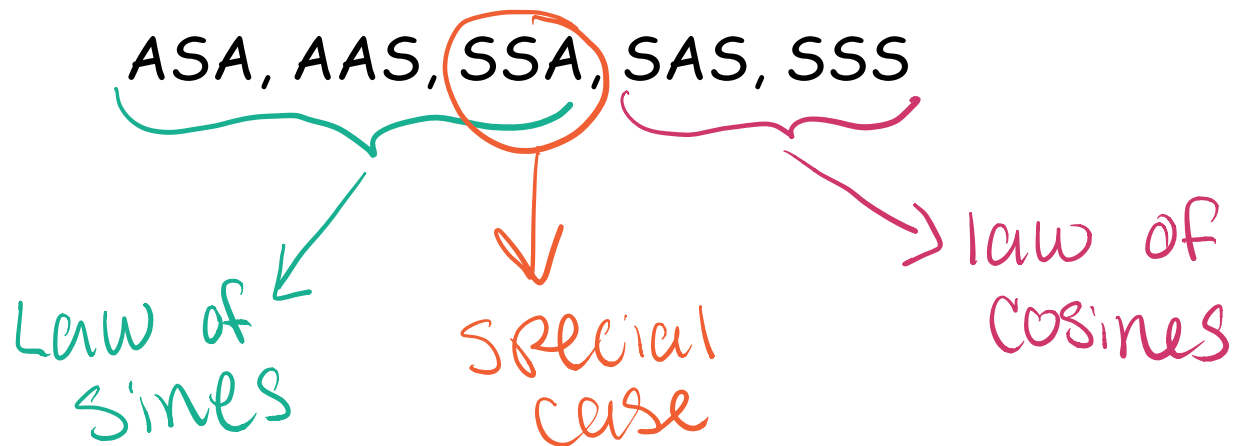 ASA, AAS, SSA, SAS, SSS
Law of
sines
special
case
law of
cosines